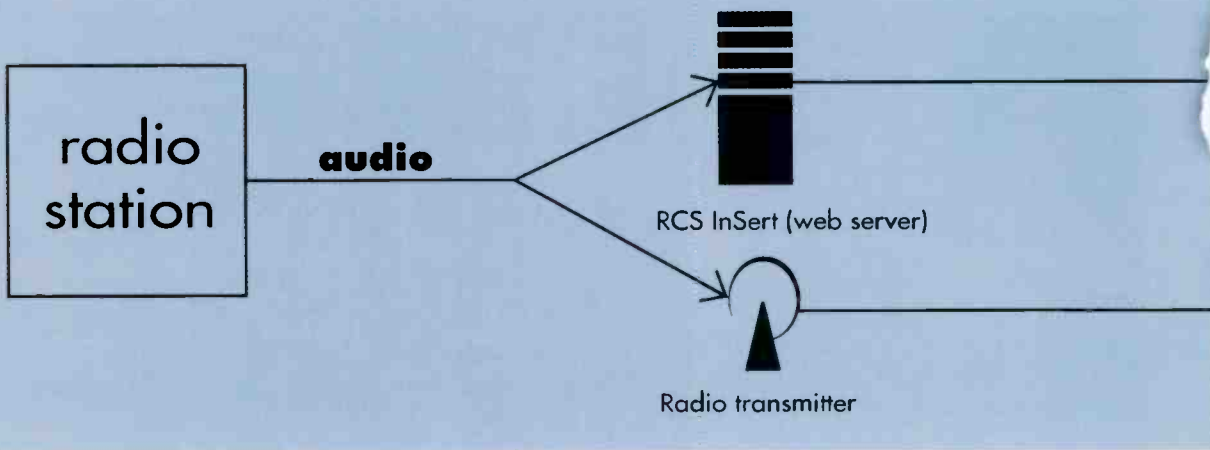 radio
station
audio
RCS InSert (web server)
Radio transmitter